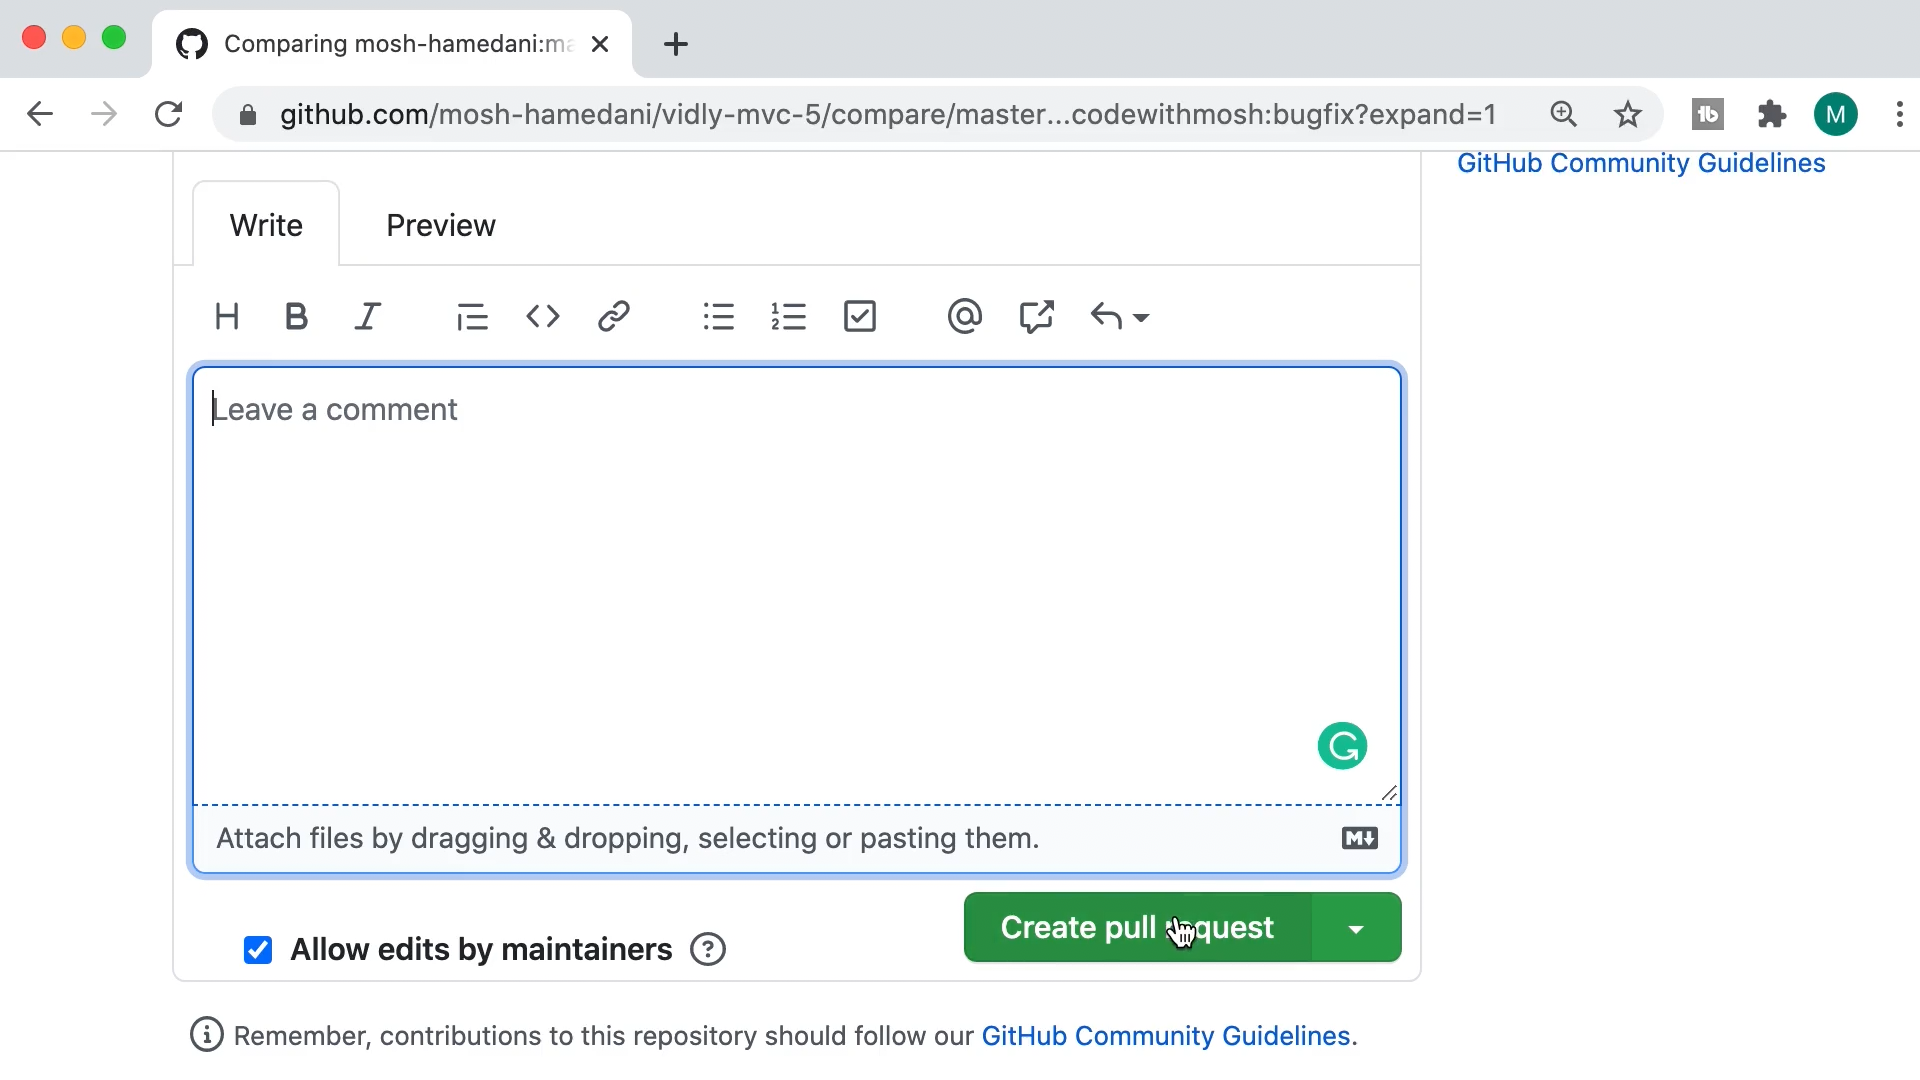 Comparing mosh-hamedani:ma
github.com/mosh-hamedani/vidly-mvc-5/compare/master...codewithmosh:bugfix?expand=1
M
GitHub Community Guidelines
Write
Preview
Leave a comment
Attach files by dragging & dropping, selecting or pasting them.
Allow edits by maintainers
Create pull request
Remember, contributions to this repository should follow our GitHub Community Guidelines.